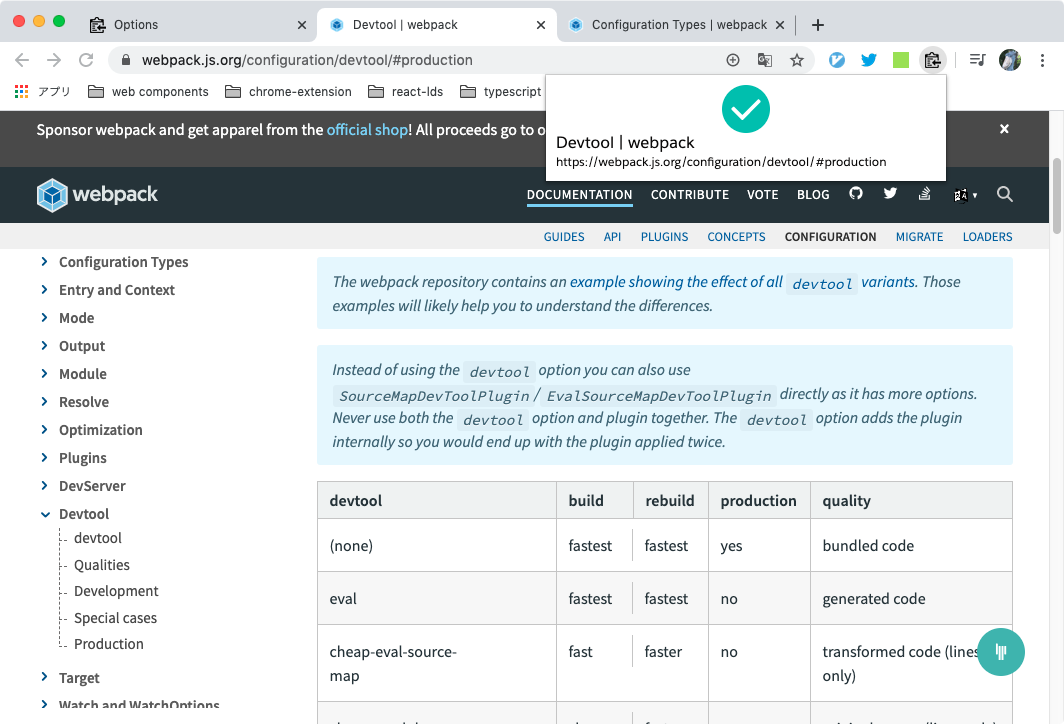 Options
Devtool | webpack
Configuration Types | webpack
webpack.js.org/configuration/devtool/#production
アプリ
web components
chrome-extension
react-lds
typescript
Devtool | webpack
https://webpack.js.org/configuration/devtool/#production
Sponsor webpack and get apparel from the official shop! All proceeds go to o
webpack
DOCUMENTATION
CONTRIBUTE
VOTE
BLOG
GUIDES
API
PLUGINS
CONCEPTS
CONFIGURATION
MIGRATE
LOADERS
Configuration Types
Entry and Context
Mode
Output
Module
Resolve
Optimization
Plugins
DevServer
Devtool
devtool
Qualities
Development
Special cases
Production
Target
Watch and WatchOptions
The webpack repository contains an example showing the effect of all devtool variants. Those
examples will likely help you to understand the differences.
Instead of using the devtool option you can also use
SourceMapDevToolPlugin / EvalSourceMapDevToolPlugin directly as it has more options.
Never use both the devtool option and plugin together. The devtool option adds the plugin
internally so you would end up with the plugin applied twice.
devtool build rebuild production quality
(none) fastest fastest yes bundled code
eval fastest fastest no generated code
cheap-eval-source- fast faster no transformed code (lines
map only)